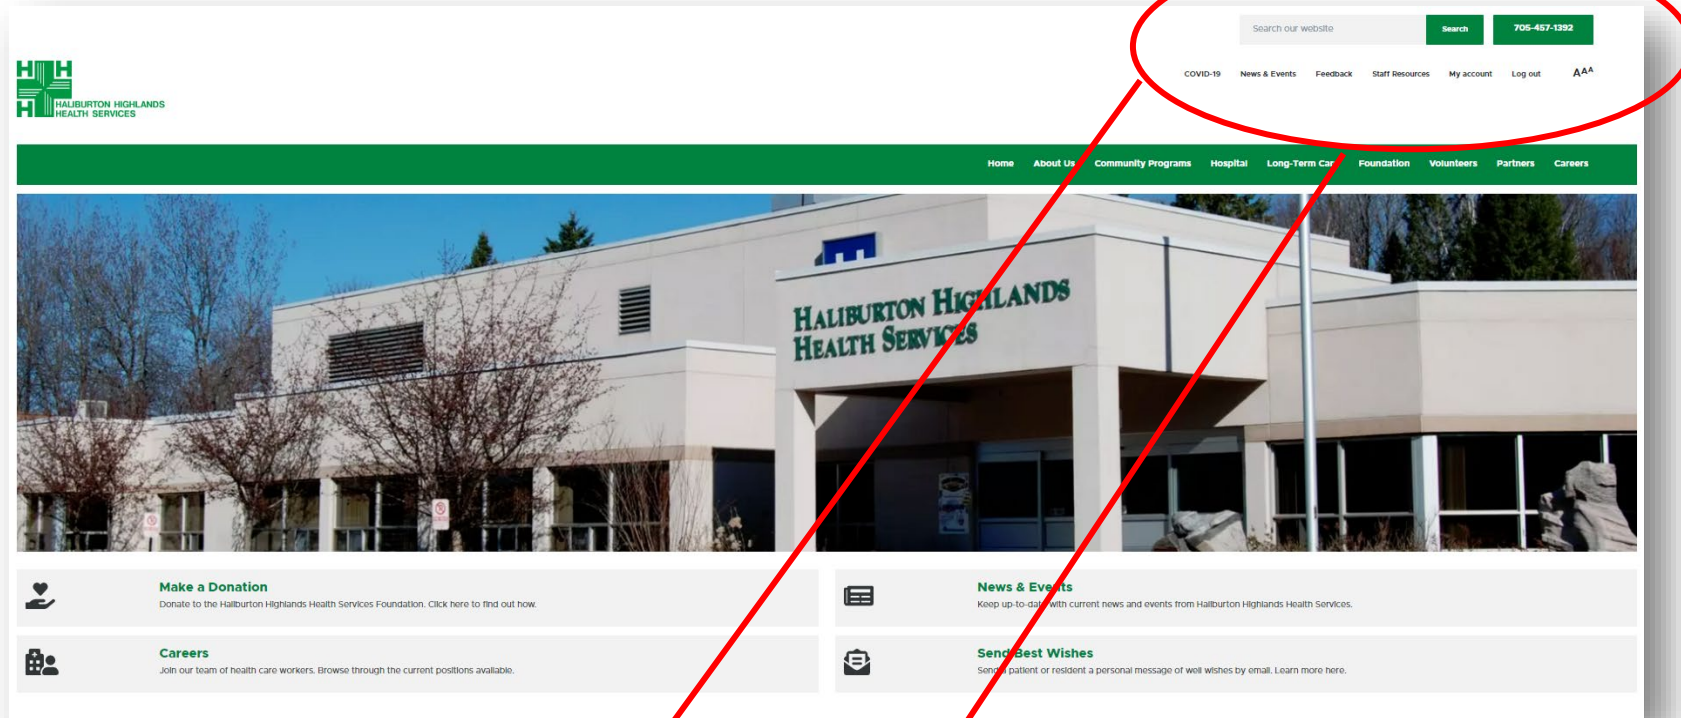 Search our website
Search
705-457-1392
COVID-19 News & Events Feedback Staff Resources My account Log out AAA
H H
H
HALIBURTON HIGHLANDS
HEALTH SERVICES
Home About Us Community Programs Hospital Long-Term Care Foundation Volunteers Partners Careers
H
HALIBURTON HIGHLANDS
HEALTH SERVICES
Make a Donation
Donate to the Haliburton Highlands Health Services Foundation. Click here to find out how.
News & Events
Keep up-to-date with current news and events from Haliburton Highlands Health Services.
Careers
Join our team of health care workers. Browse through the current positions available.
Send Best Wishes
Send a patient or resident a personal message of well wishes by email. Learn more here.